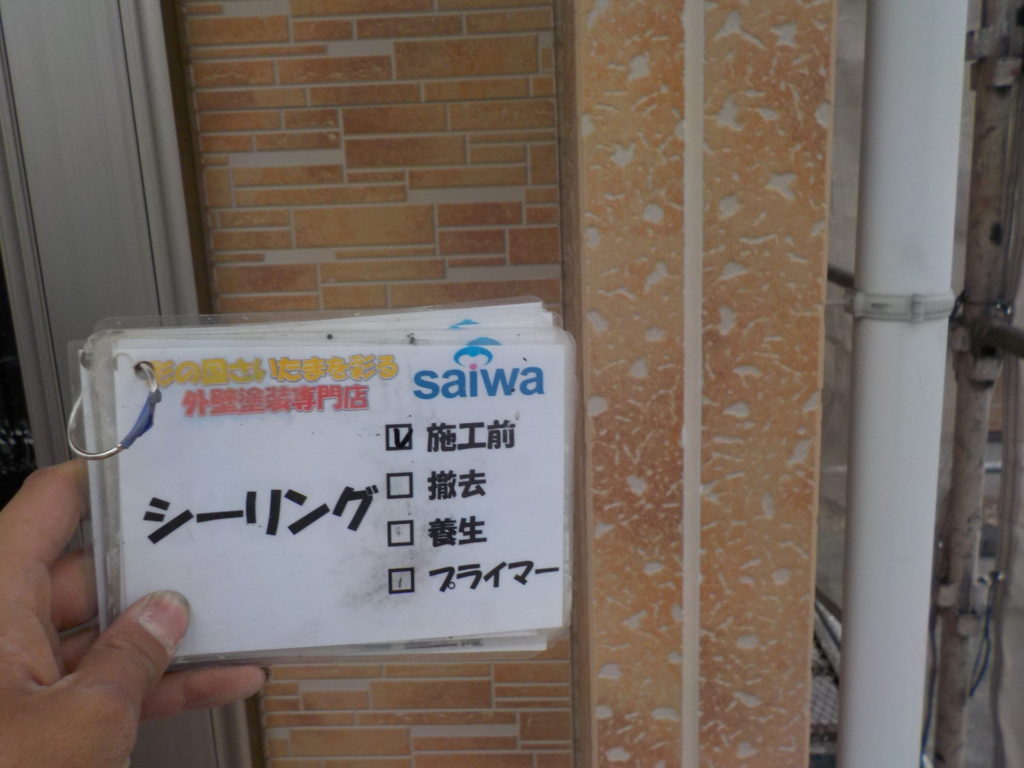 彩の国さいたまを彩る
外壁塗装専門店
saiwa
シーリング
施工前
撤去
養生
プライマー